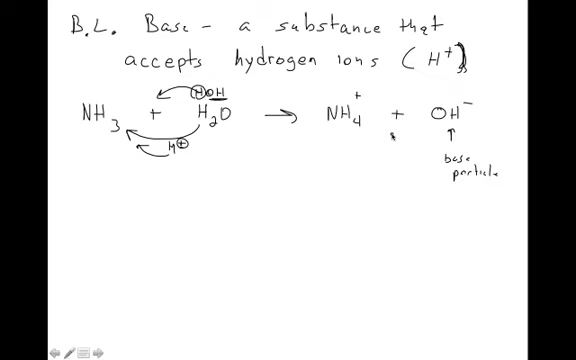 B.L. Base - a substance that
accepts hydrogen ions (H⁺)
HOH
NH₃ + H₂O → NH₄⁺ + OH⁻
H⁺
base
particle